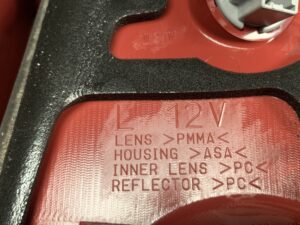 L 12V
LENS >PMMA<
HOUSING >ASA<
INNER LENS >PC<
REFLECTOR >PC<